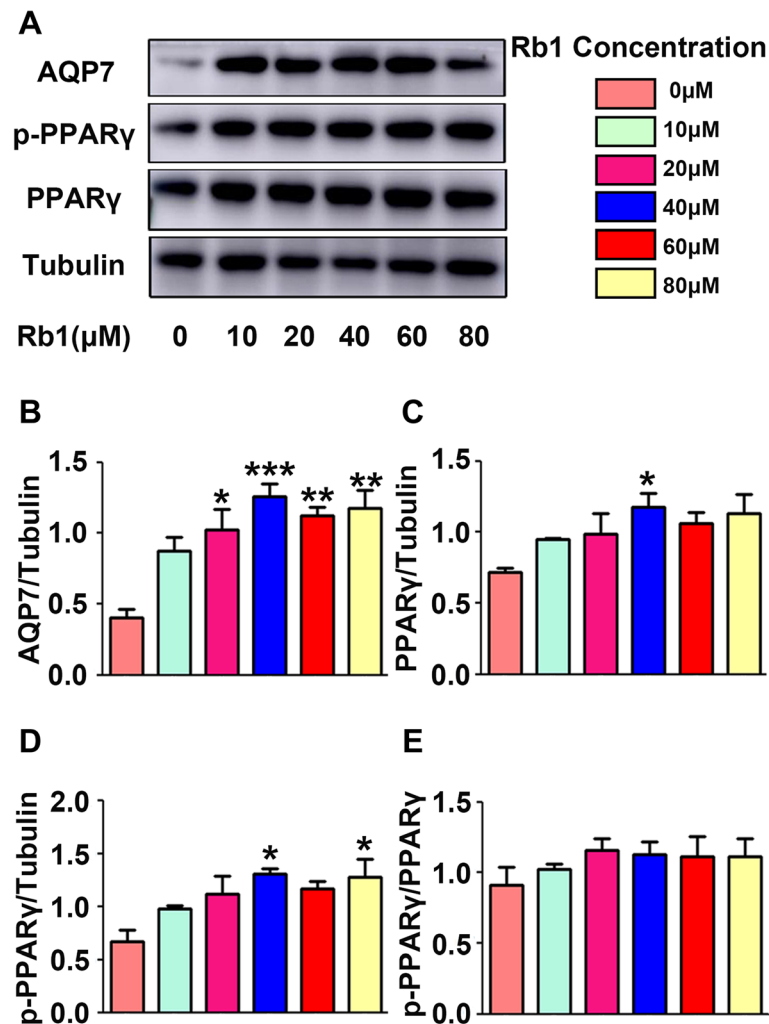 A
AQP7
p-PPARγ
PPARγ
Tubulin
Rb1(μM) 0 10 20 40 60 80
Rb1 Concentration
0μM
10μM
20μM
40μM
60μM
80μM
B
AQP7/Tubulin
1.5
1.0
0.5
0.0
* *** ** **
C
PPARγ/Tubulin
1.5
1.0
0.5
0.0
*
D
p-PPARγ/Tubulin
2.0
1.5
1.0
0.5
0.0
* *
E
p-PPARγ/PPARγ
1.5
1.0
0.5
0.0